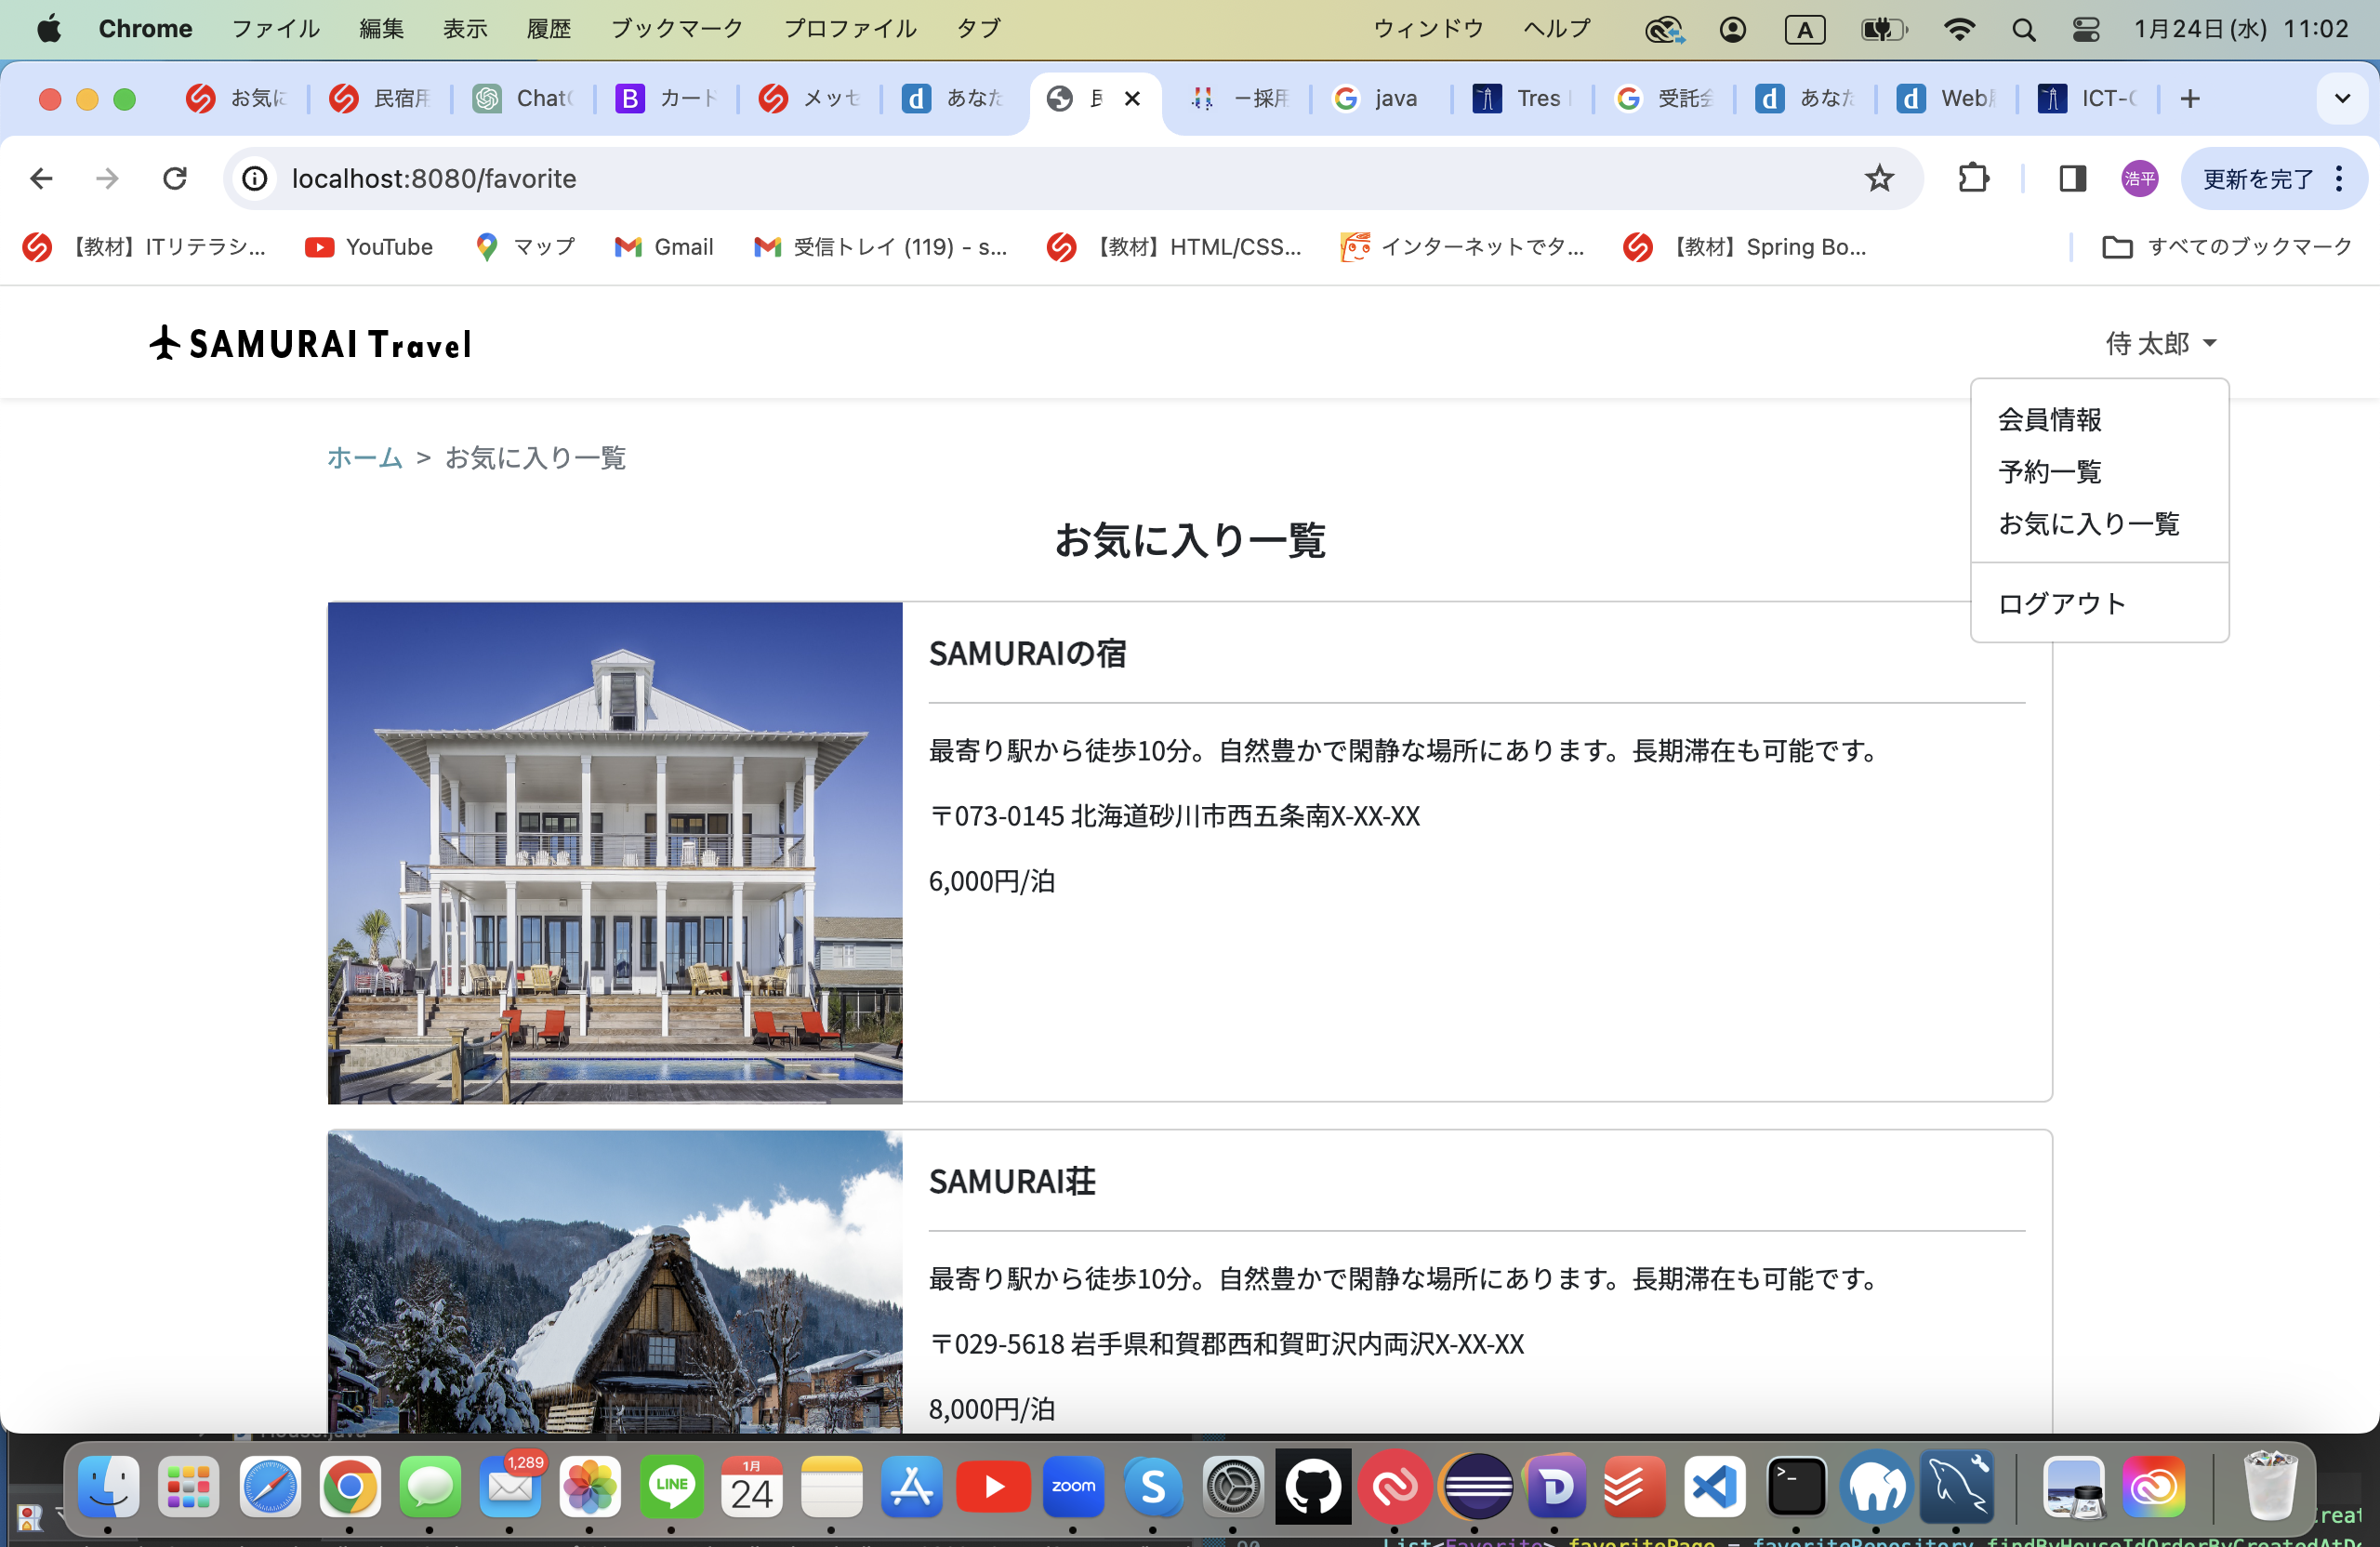 Chrome ファイル 編集 表示 履歴 ブックマーク プロファイル タブ ウィンドウ ヘルプ A 1月24日(水) 11:02
お気に 民宿用 Chat B カード メッセ d あなた 民 一採用 java Tres 受託会 d あなた d Web ICT-
localhost:8080/favorite 浩平 更新を完了
【教材】ITリテラシ... YouTube マップ Gmail 受信トレイ (119) - s... 【教材】HTML/CSS... インターネットでタ... 【教材】Spring Bo... すべてのブックマーク
SAMURAI Travel 侍 太郎
会員情報
予約一覧
お気に入り一覧
ログアウト
ホーム > お気に入り一覧
お気に入り一覧
SAMURAIの宿
最寄り駅から徒歩10分。自然豊かで閑静な場所にあります。長期滞在も可能です。
〒073-0145 北海道砂川市西五条南X-XX-XX
6,000円/泊
SAMURAI荘
最寄り駅から徒歩10分。自然豊かで閑静な場所にあります。長期滞在も可能です。
〒029-5618 岩手県和賀郡西和賀町沢内両沢X-XX-XX
8,000円/泊
1,289 LINE 1月 24 zoom S D
List<Favorite> favoritePage = favoriteRepository.findByHouseIdOrderByCreatedAtDe